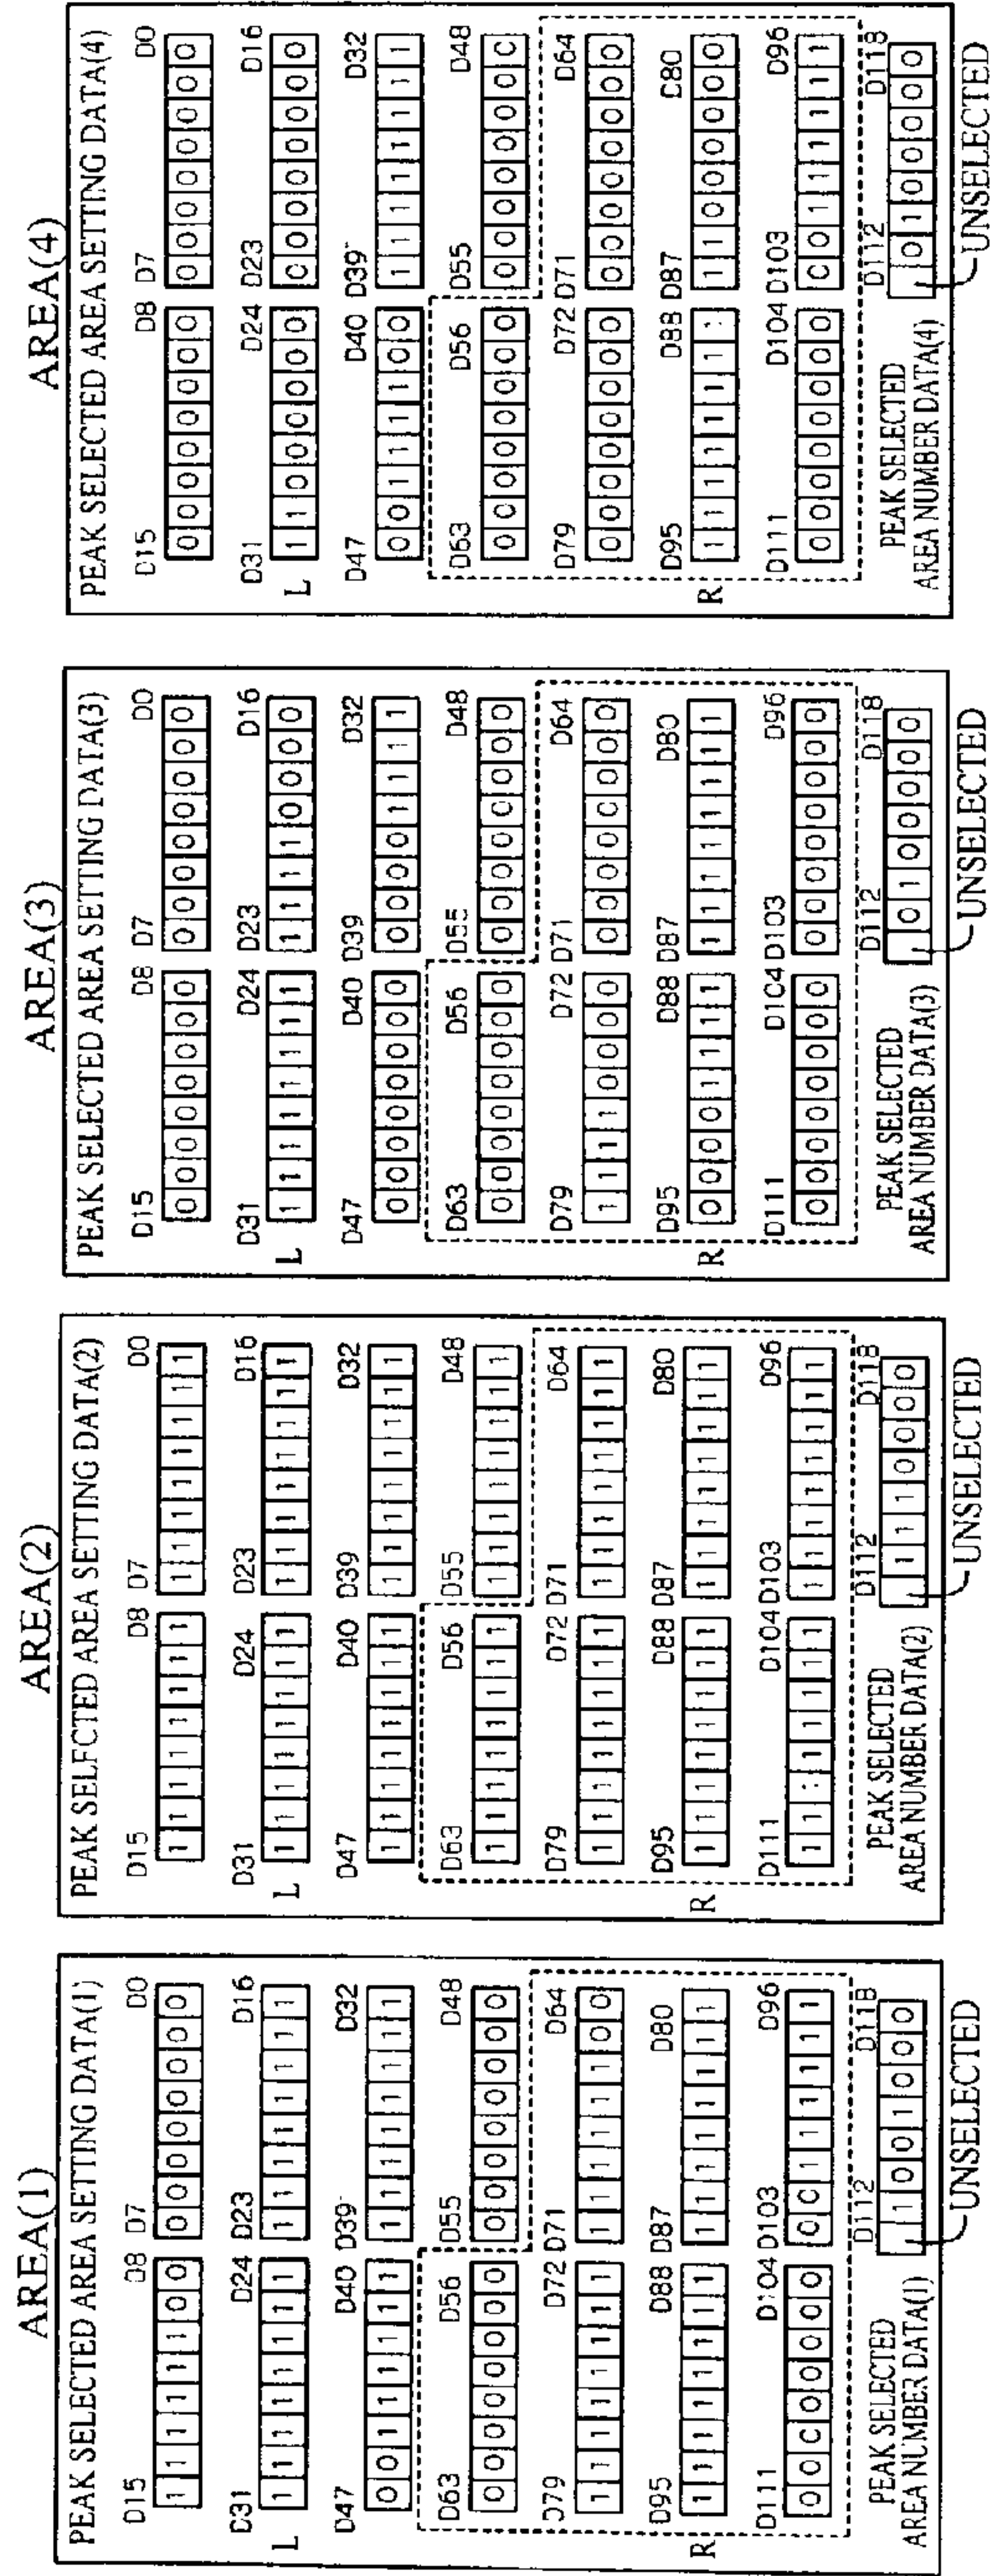 AREA(1)
PEAK SELECTED AREA SETTING DATA(1)
D15 D8 D7 D0
1 1 1 1 1 1 0 0 0 0 0 0 0 0 0 0
D31 D24 D23 D16
1 1 1 1 1 1 1 1 1 1 1 1 1 1 1 1
L
D47 D40 D39 D32
0 0 1 1 1 1 1 1 1 1 1 1 1 1 1 1
D63 D56 D55 D48
0 0 0 0 0 0 0 0 0 0 0 0 0 0 0 0
D79 D72 D71 D64
1 1 1 1 1 1 1 1 1 1 1 1 1 1 0 0
D95 D88 D87 D80
1 1 1 1 1 1 1 1 1 1 1 1 1 1 1 1
R
D111 D104 D103 D96
0 0 0 0 0 0 0 0 0 0 1 1 1 1 1 1
D112 D118
PEAK SELECTED
AREA NUMBER DATA(1)
1 0 0 1 0 0 0
UNSELECTED
AREA(2)
PEAK SELECTED AREA SETTING DATA(2)
D15 D8 D7 D0
1 1 1 1 1 1 1 1 1 1 1 1 1 1 1 1
D31 D24 D23 D16
1 1 1 1 1 1 1 1 1 1 1 1 1 1 1 1
L
D47 D40 D39 D32
1 1 1 1 1 1 1 1 1 1 1 1 1 1 1 1
D63 D56 D55 D48
1 1 1 1 1 1 1 1 1 1 1 1 1 1 1 1
D79 D72 D71 D64
1 1 1 1 1 1 1 1 1 1 1 1 1 1 1 1
D95 D88 D87 D80
1 1 1 1 1 1 1 1 1 1 1 1 1 1 1 1
R
D111 D104 D103 D96
1 1 1 1 1 1 1 1 1 1 1 1 1 1 1 1
D112 D118
PEAK SELECTED
AREA NUMBER DATA(2)
1 1 1 0 0 0 0
UNSELECTED
AREA(3)
PEAK SELECTED AREA SETTING DATA(3)
D15 D8 D7 D0
0 0 0 0 0 0 0 0 0 0 0 0 0 0 0 0
D31 D24 D23 D16
1 1 1 1 1 1 1 1 1 1 1 1 0 0 0 0
L
D47 D40 D39 D32
0 0 0 0 0 0 0 0 0 0 0 0 1 1 1 1
D63 D56 D55 D48
0 0 0 0 0 0 0 0 0 0 0 0 0 0 0 0
D79 D72 D71 D64
1 1 1 1 0 0 0 0 0 0 0 0 0 0 0 0
D95 D88 D87 D80
0 0 0 0 1 1 1 1 1 1 1 1 1 1 1 1
R
D111 D104 D103 D96
0 0 0 0 0 0 0 0 0 0 0 0 0 0 0 0
D112 D118
PEAK SELECTED
AREA NUMBER DATA(3)
0 1 0 0 0 0 0
UNSELECTED
AREA(4)
PEAK SELECTED AREA SETTING DATA(4)
D15 D8 D7 D0
0 0 0 0 0 0 0 0 0 0 0 0 0 0 0 0
D31 D24 D23 D16
1 1 0 0 0 0 0 0 0 0 0 0 0 0 0 0
L
D47 D40 D39 D32
0 0 1 1 1 1 0 0 1 1 1 1 1 1 1 1
D63 D56 D55 D48
0 0 0 0 0 0 0 0 0 0 0 0 0 0 0 0
D79 D72 D71 D64
0 0 0 0 0 0 0 0 0 0 0 0 0 0 0 0
D95 D88 D87 D80
1 1 1 1 1 1 1 1 1 1 0 0 0 0 0 0
R
D111 D104 D103 D96
0 0 0 0 0 0 0 0 0 0 1 1 1 1 1 1
D112 D118
PEAK SELECTED
AREA NUMBER DATA(4)
0 1 0 0 0 0 0
UNSELECTED